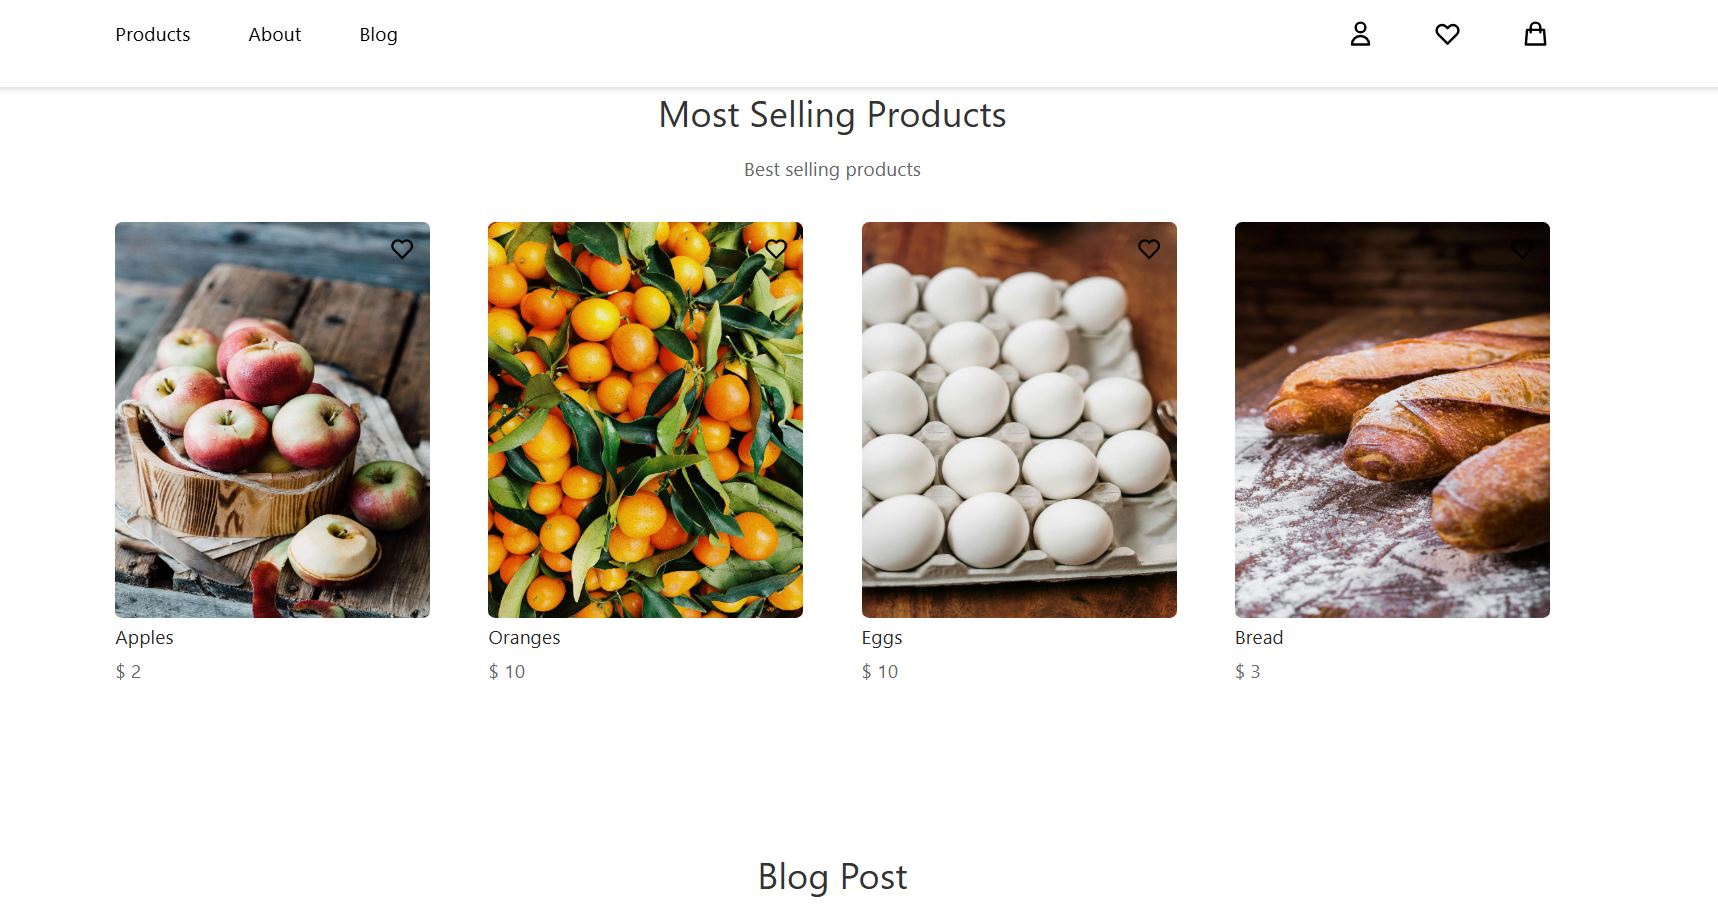 Products About Blog
Most Selling Products
Best selling products
Apples
$ 2
Oranges
$ 10
Eggs
$ 10
Bread
$ 3
Blog Post